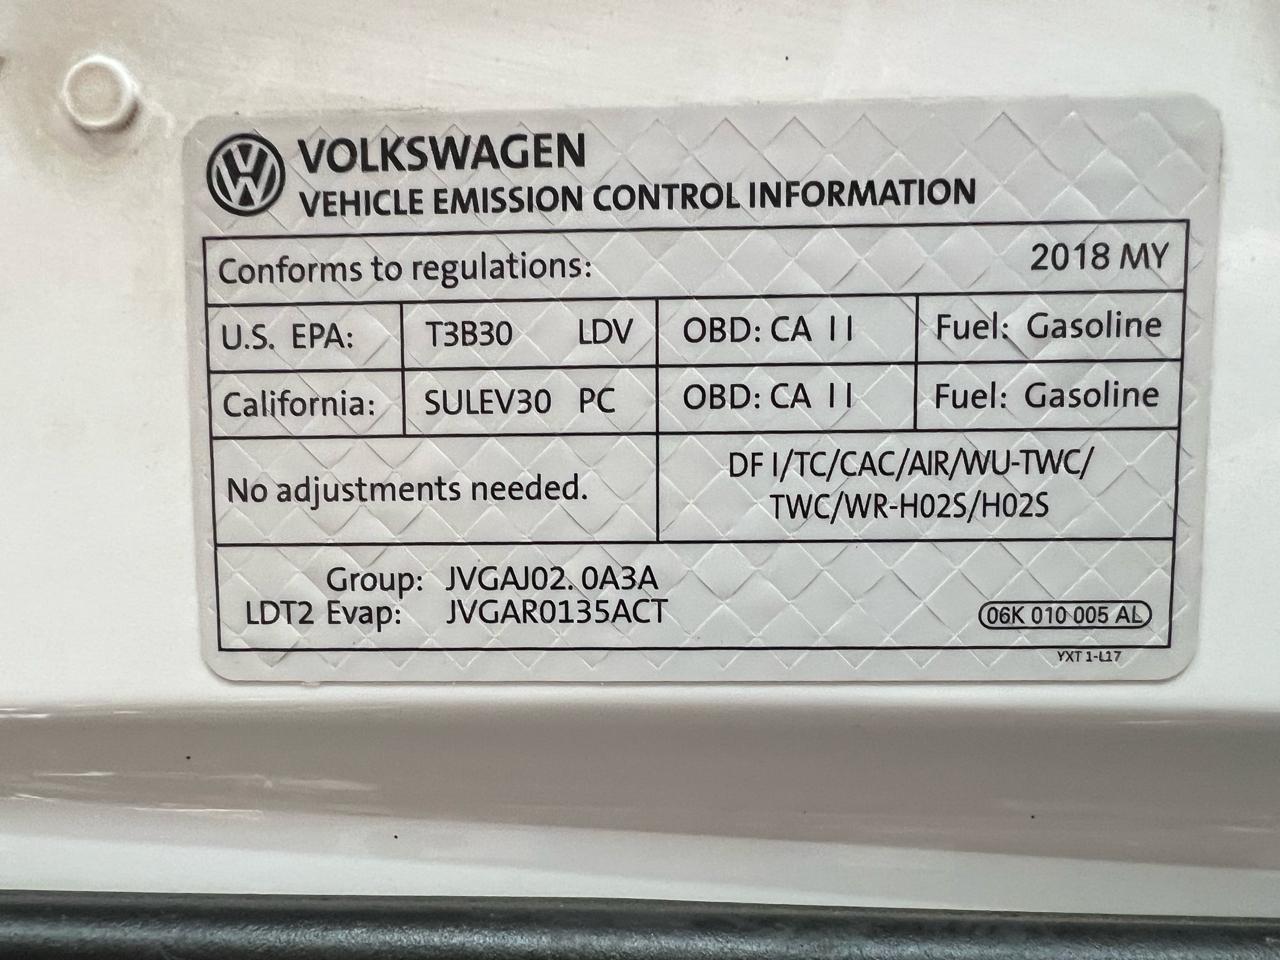 VOLKSWAGEN
VEHICLE EMISSION CONTROL INFORMATION
Conforms to regulations: 2018 MY
U.S. EPA: T3B30 LDV OBD: CA II Fuel: Gasoline
California: SULEV30 PC OBD: CA II Fuel: Gasoline
No adjustments needed.
DFI/TC/CAC/AIR/WU-TWC/
TWC/WR-HO2S/HO2S
Group: JVGAJ02.0A3A
LDT2 Evap: JVGAR0135ACT
06K 010 005 AL
YXT 1-L17